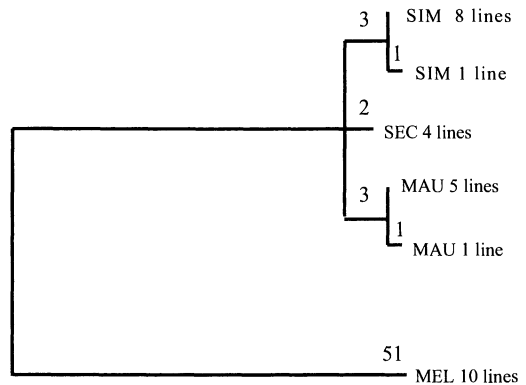 3
SIM 8 lines
1
SIM 1 line
2
SEC 4 lines
3
MAU 5 lines
1
MAU 1 line
51
MEL 10 lines